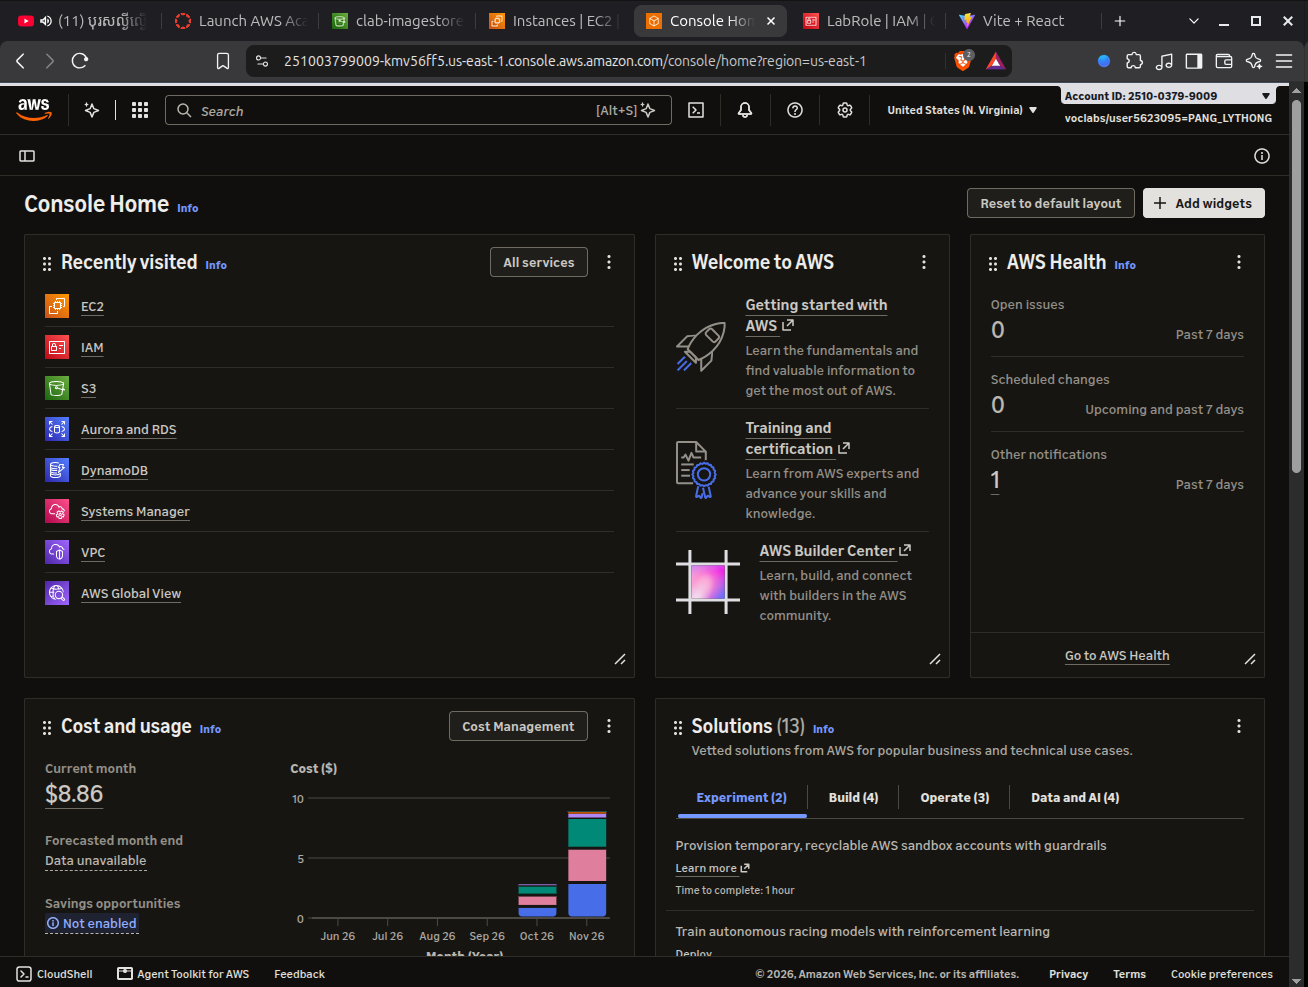 (11) បុរសល្ងីល្ងើ
Launch AWS Aca
clab-imagestore
Instances | EC2
Console Hom
LabRole | IAM |
Vite + React
251003799009-kmv56ff5.us-east-1.console.aws.amazon.com/console/home?region=us-east-1
2
aws
Search
[Alt+S]
United States (N. Virginia)
Account ID: 2510-0379-9009
voclabs/user5623095=PANG_LYTHONG
Console Home Info
Reset to default layout
Add widgets
Recently visited Info
All services
EC2
IAM
S3
Aurora and RDS
DynamoDB
Systems Manager
VPC
AWS Global View
Welcome to AWS
Getting started with
AWS
Learn the fundamentals and
find valuable information to
get the most out of AWS.
Training and
certification
Learn from AWS experts and
advance your skills and
knowledge.
AWS Builder Center
Learn, build, and connect
with builders in the AWS
community.
AWS Health Info
Open issues
0
Past 7 days
Scheduled changes
0
Upcoming and past 7 days
Other notifications
1
Past 7 days
Go to AWS Health
Cost and usage Info
Cost Management
Current month
$8.86
Forecasted month end
Data unavailable
Savings opportunities
Not enabled
Cost ($)
10
5
0
Jun 26
Jul 26
Aug 26
Sep 26
Oct 26
Nov 26
Month (Year)
Solutions (13) Info
Vetted solutions from AWS for popular business and technical use cases.
Experiment (2)
Build (4)
Operate (3)
Data and AI (4)
Provision temporary, recyclable AWS sandbox accounts with guardrails
Learn more
Time to complete: 1 hour
Train autonomous racing models with reinforcement learning
Deploy
CloudShell
Agent Toolkit for AWS
Feedback
© 2026, Amazon Web Services, Inc. or its affiliates.
Privacy
Terms
Cookie preferences